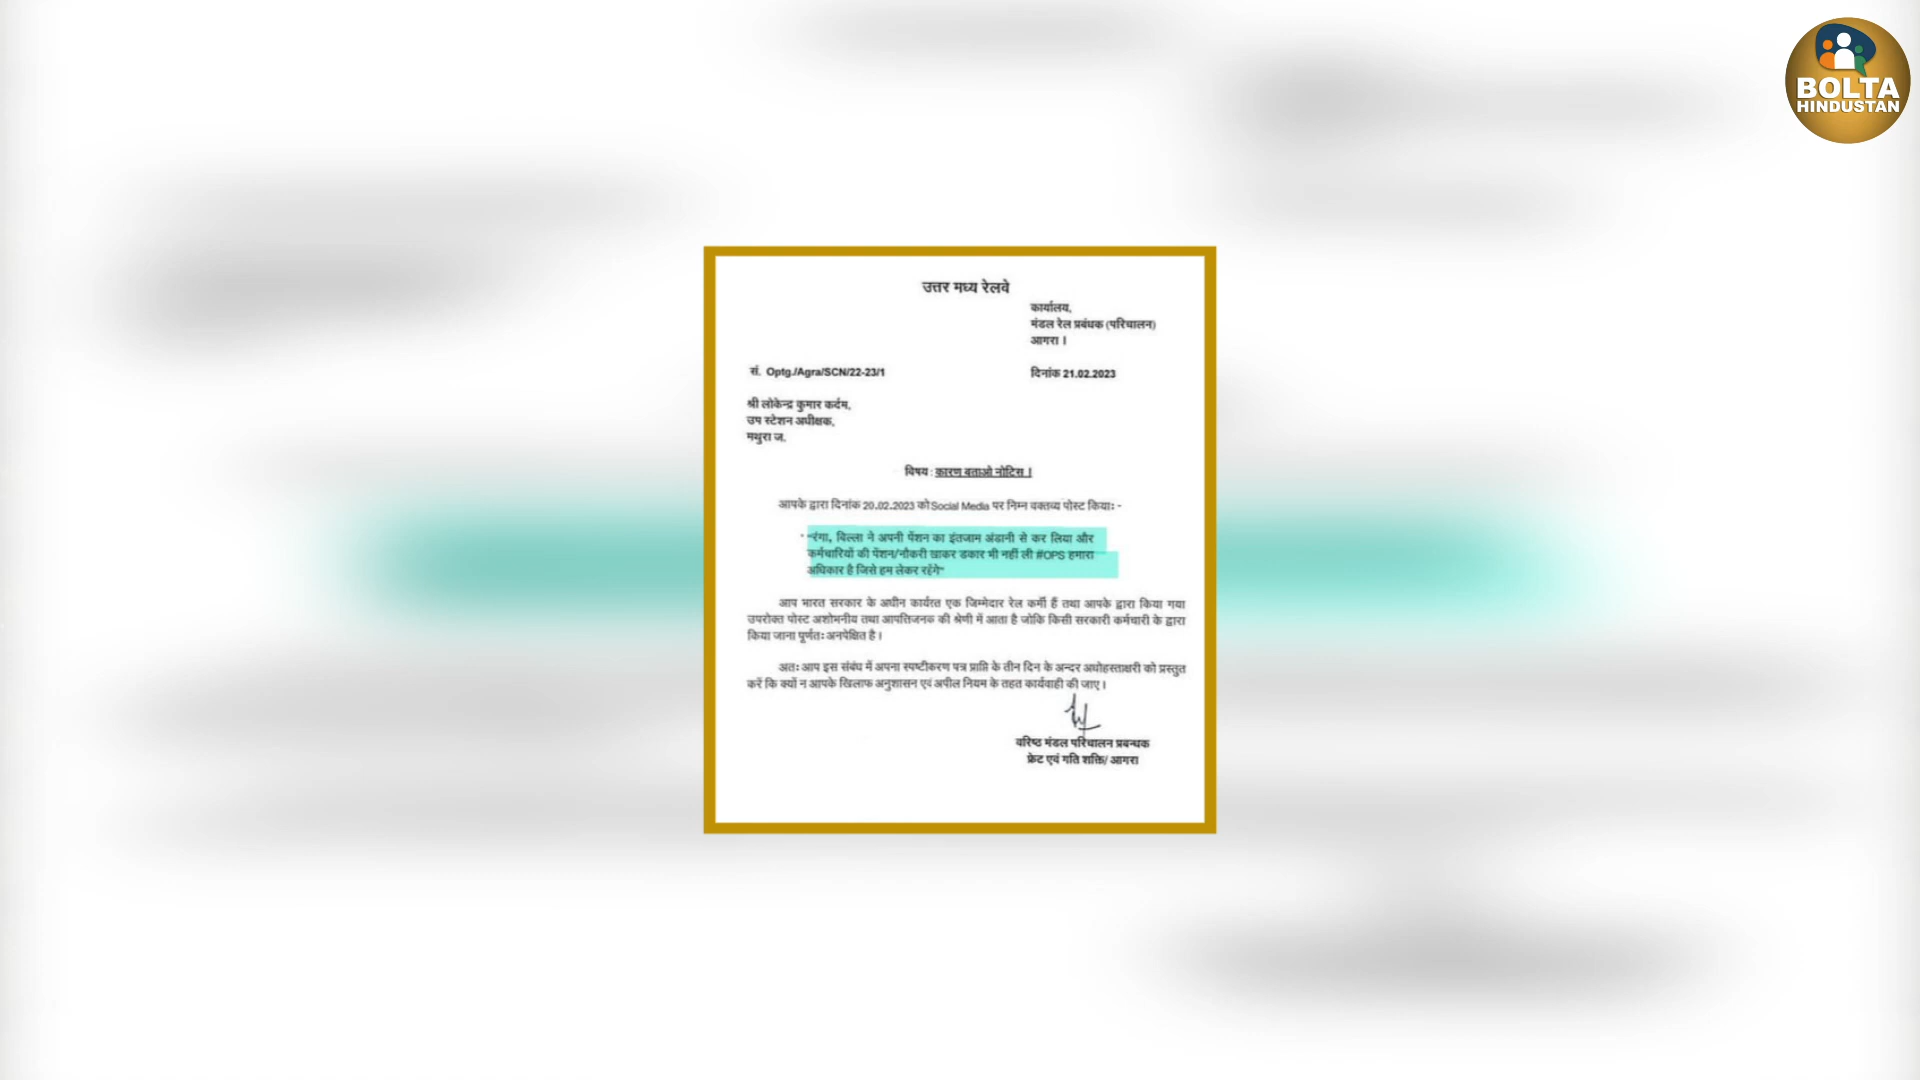 BOLTA
HINDUSTAN
उत्तर मध्य रेलवे
कार्यालय,
मंडल रेल प्रबंधक (परिचालन)
आगरा ।
सं. Optg./Agra/SCN/22-23/1
दिनांक 21.02.2023
श्री लोकेन्द्र कुमार कर्दम,
उप स्टेशन अधीक्षक,
मथुरा ज.
विषय : कारण बताओ नोटिस ।
आपके द्वारा दिनांक 20.02.2023 को Social Media पर निम्न वक्तव्य पोस्ट कियाः -
"रंगा, बिल्ला ने अपनी पेंशन का इंतजाम अंडानी से कर लिया और
कर्मचारियों की पेंशन/नौकरी खाकर डकार भी नहीं ली #OPS हमारा
अधिकार है जिसे हम लेकर रहेंगे"
आप भारत सरकार के अधीन कार्यरत एक जिम्मेदार रेल कर्मी हैं तथा आपके द्वारा किया गया
उपरोक्त पोस्ट अशोभनीय तथा आपत्तिजनक की श्रेणी में आता है जोकि किसी सरकारी कर्मचारी के द्वारा
किया जाना पूर्णतः अनपेक्षित है ।
अतः आप इस संबंध में अपना स्पष्टीकरण पत्र प्राप्ति के तीन दिन के अन्दर अधोहस्ताक्षरी को प्रस्तुत
करें कि क्यों न आपके खिलाफ अनुशासन एवं अपील नियम के तहत कार्यवाही की जाए ।
वरिष्ठ मंडल परिचालन प्रबन्धक
फ्रेट एवं गति शक्ति/ आगरा